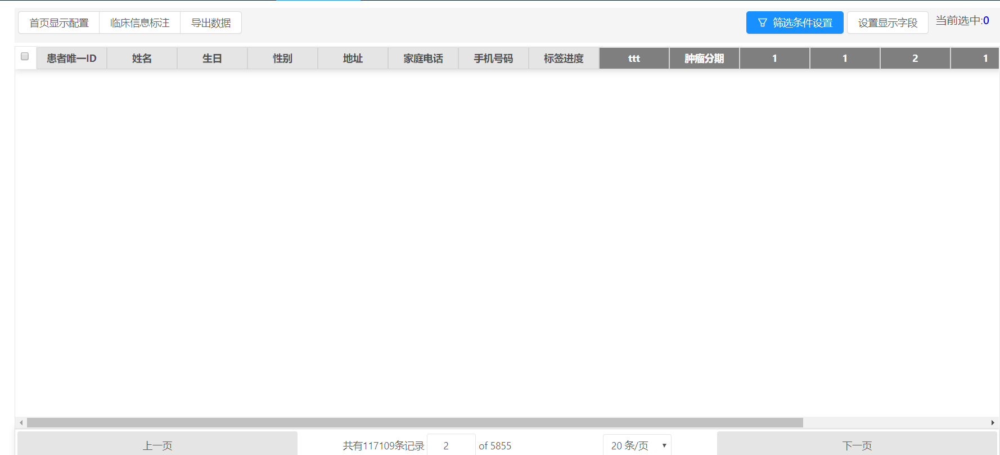 首页显示配置 临床信息标注 导出数据 筛选条件设置 设置显示字段 当前选中:0
患者唯一ID 姓名 生日 性别 地址 家庭电话 手机号码 标签进度 ttt 肿瘤分期 1 1 2 1
上一页 共有117109条记录 2 of 5855 20 条/页 下一页